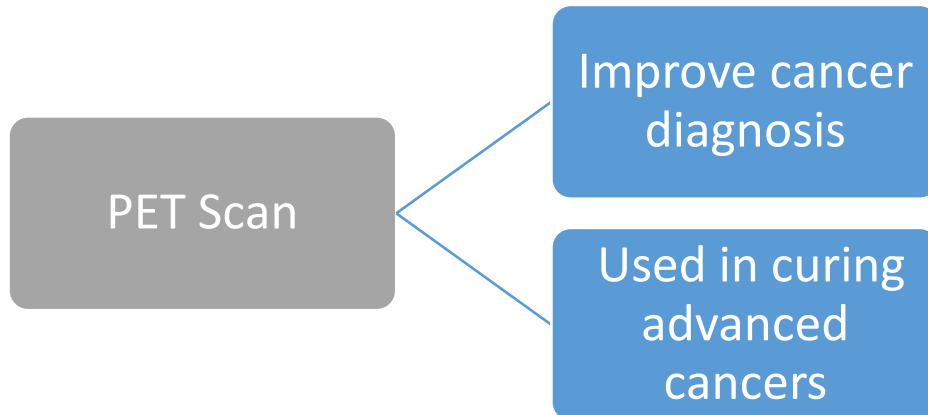 PET Scan
Improve cancer
diagnosis
Used in curing
advanced
cancers